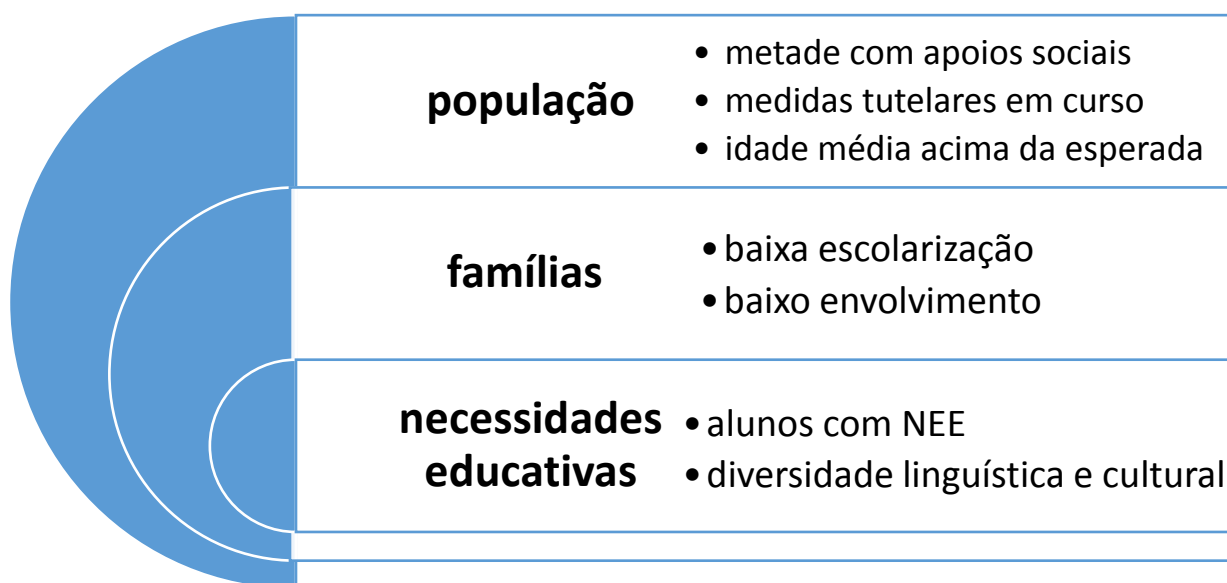 população
• metade com apoios sociais
• medidas tutelares em curso
• idade média acima da esperada
famílias
• baixa escolarização
• baixo envolvimento
necessidades
educativas
• alunos com NEE
• diversidade linguística e cultural